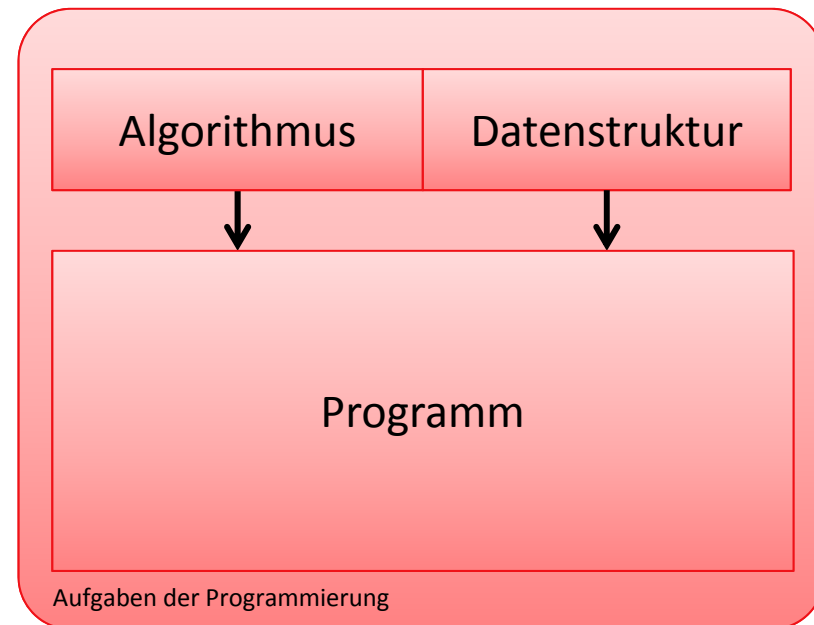 Algorithmus
Datenstruktur
Programm
Aufgaben der Programmierung